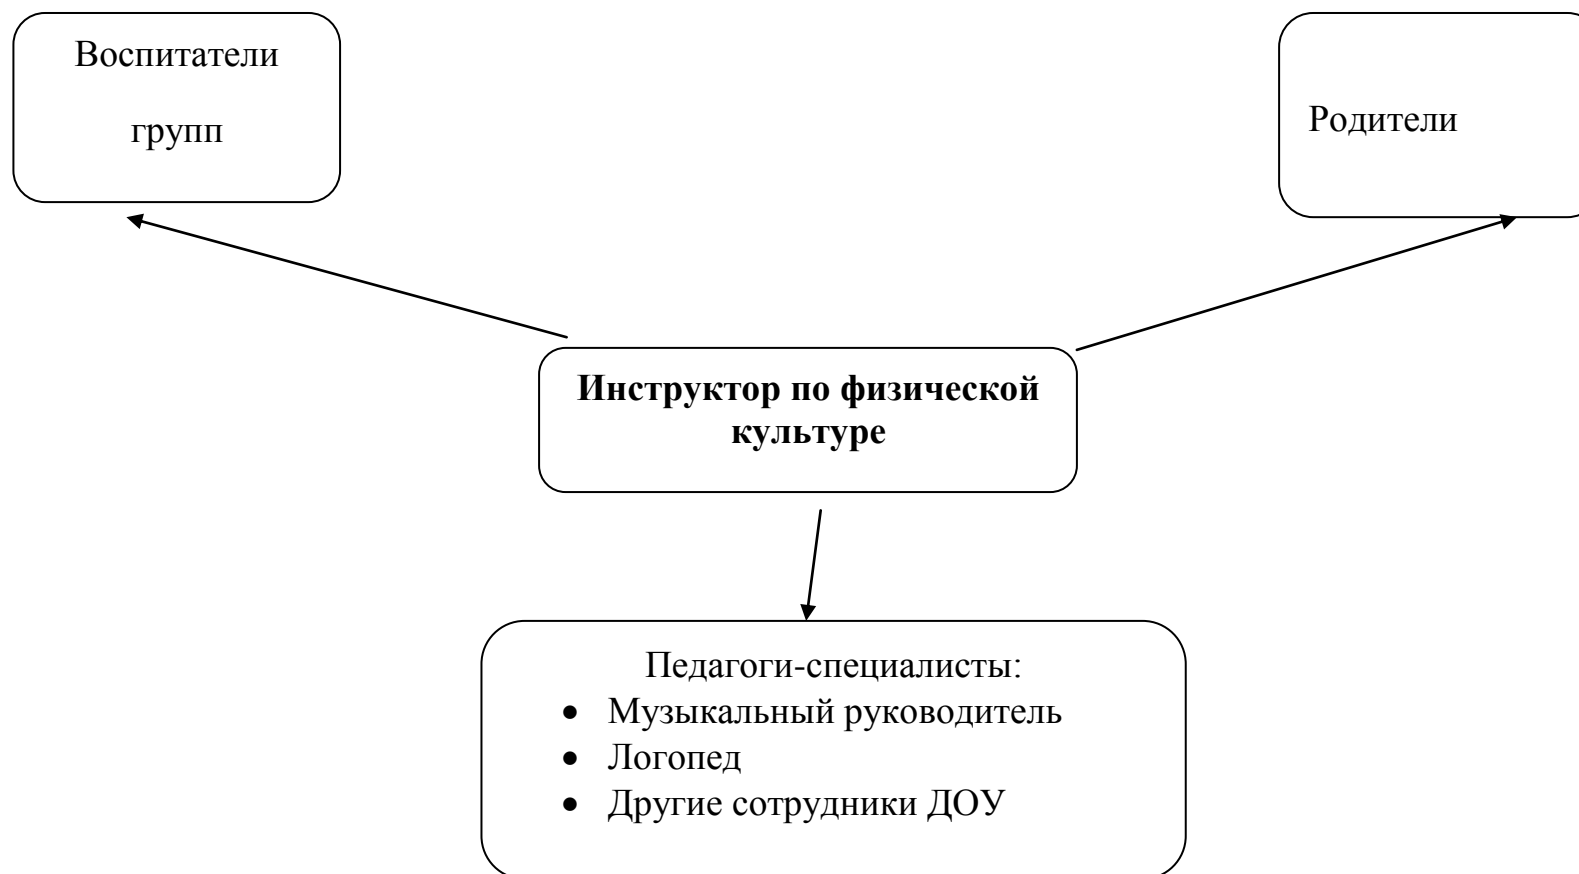 Воспитатели
групп
Родители
Инструктор по физической
культуре
Педагоги-специалисты:
• Музыкальный руководитель
• Логопед
• Другие сотрудники ДОУ